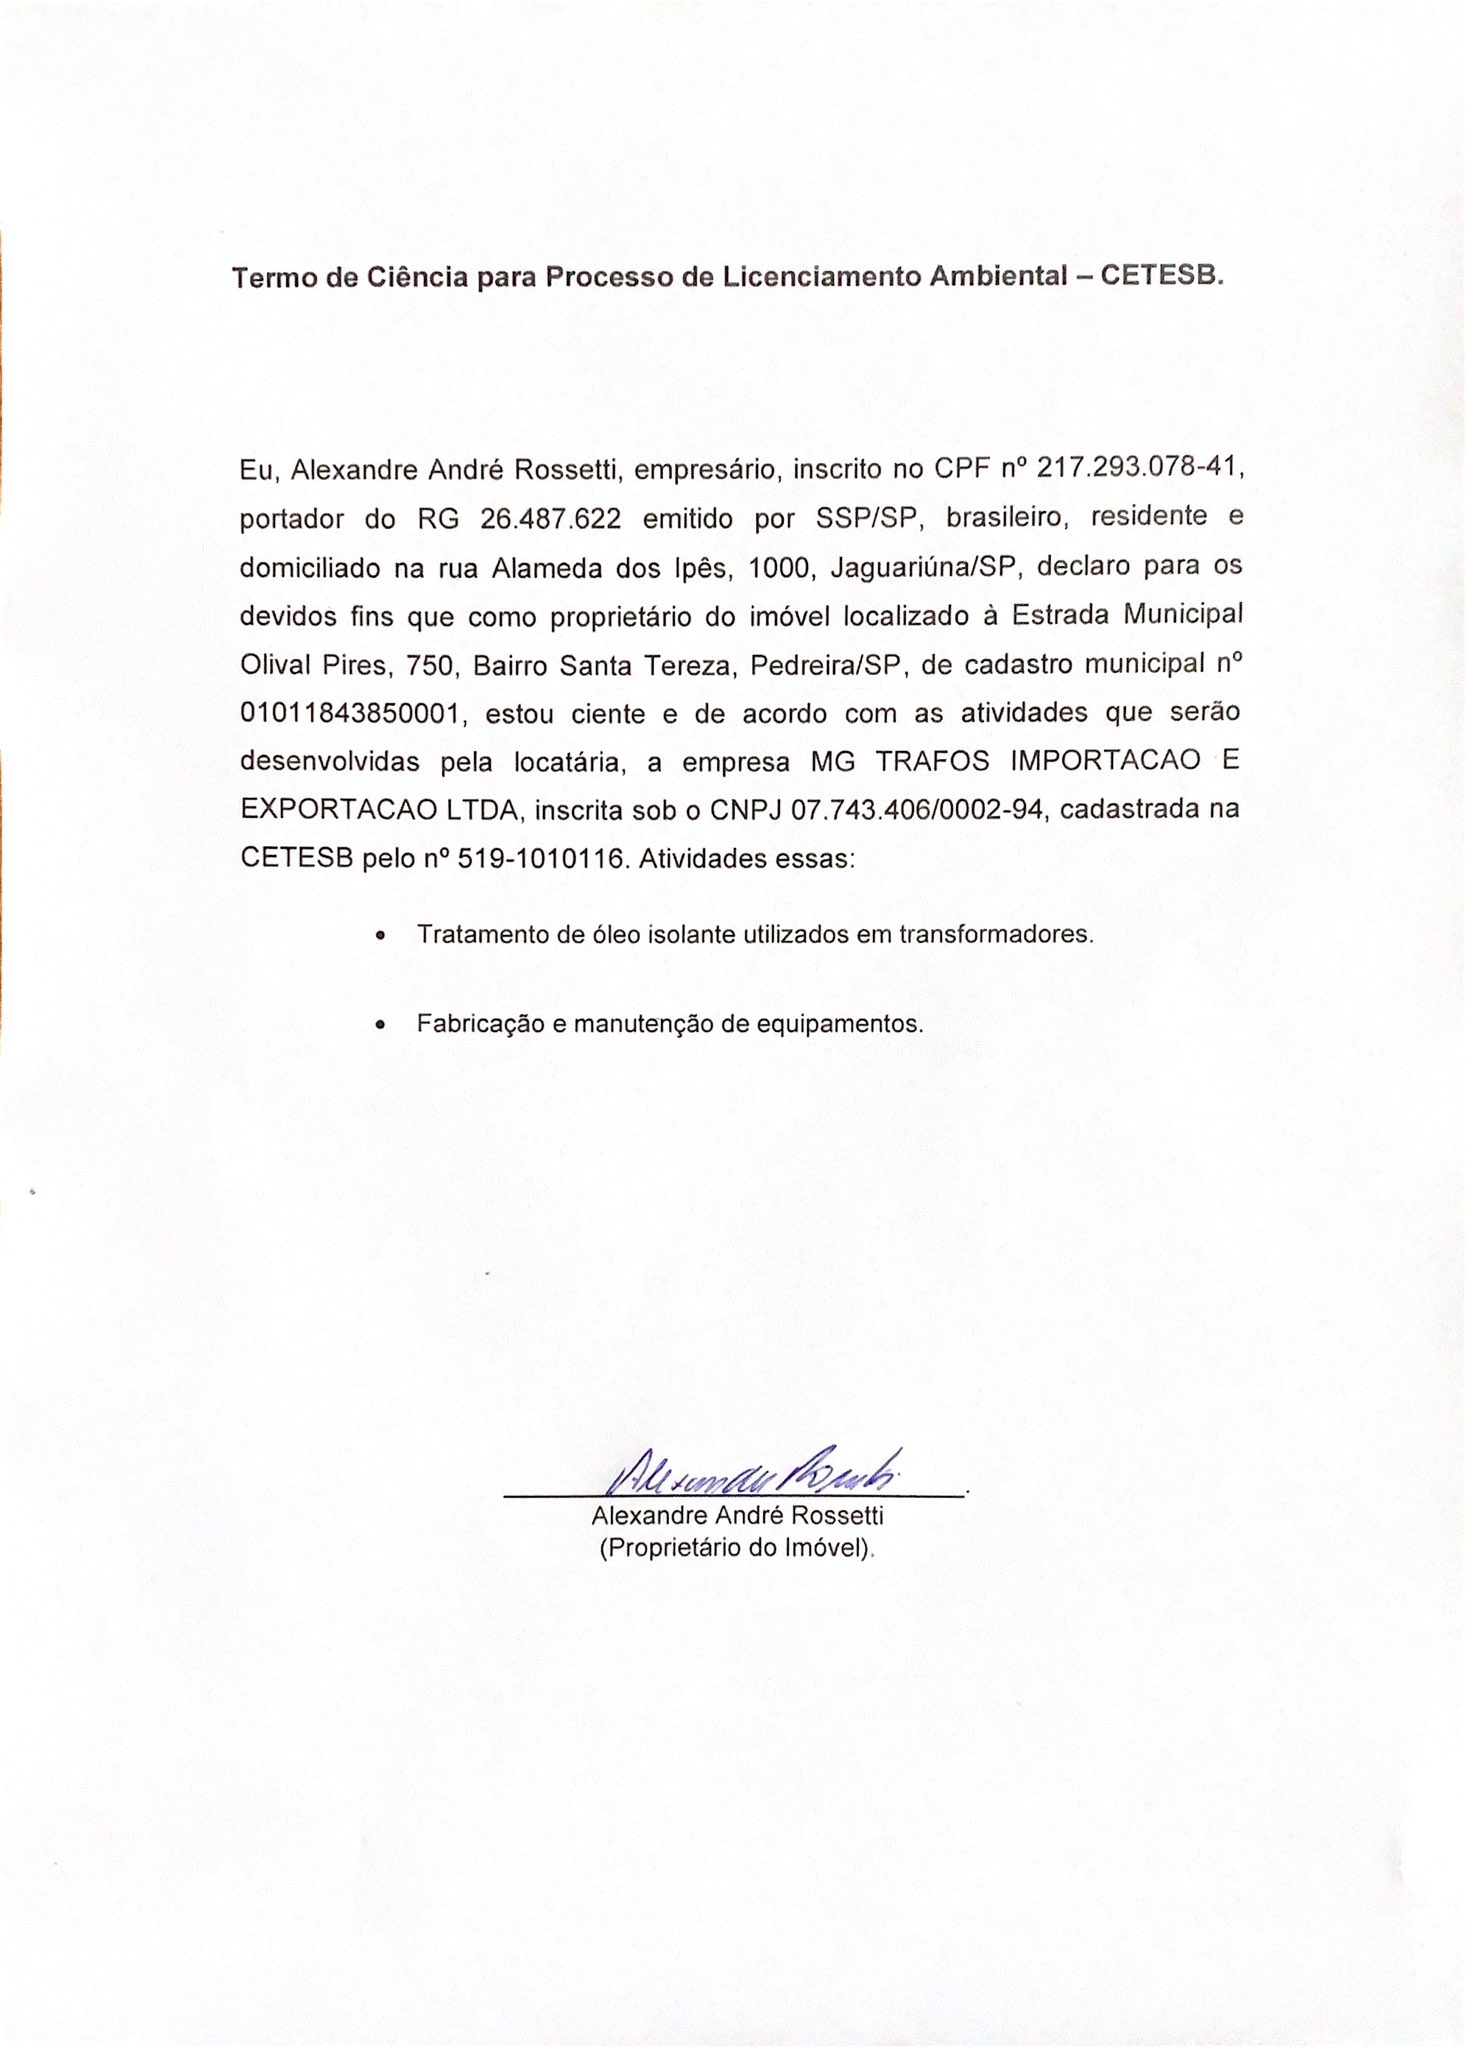 Termo de Ciência para Processo de Licenciamento Ambiental – CETESB.
Eu, Alexandre André Rossetti, empresário, inscrito no CPF nº 217.293.078-41,
portador do RG 26.487.622 emitido por SSP/SP, brasileiro, residente e
domiciliado na rua Alameda dos Ipês, 1000, Jaguariúna/SP, declaro para os
devidos fins que como proprietário do imóvel localizado à Estrada Municipal
Olival Pires, 750, Bairro Santa Tereza, Pedreira/SP, de cadastro municipal nº
01011843850001, estou ciente e de acordo com as atividades que serão
desenvolvidas pela locatária, a empresa MG TRAFOS IMPORTACAO E
EXPORTACAO LTDA, inscrita sob o CNPJ 07.743.406/0002-94, cadastrada na
CETESB pelo nº 519-1010116. Atividades essas:
• Tratamento de óleo isolante utilizados em transformadores.
• Fabricação e manutenção de equipamentos.
Alexandre Rossetti
Alexandre André Rossetti
(Proprietário do Imóvel).